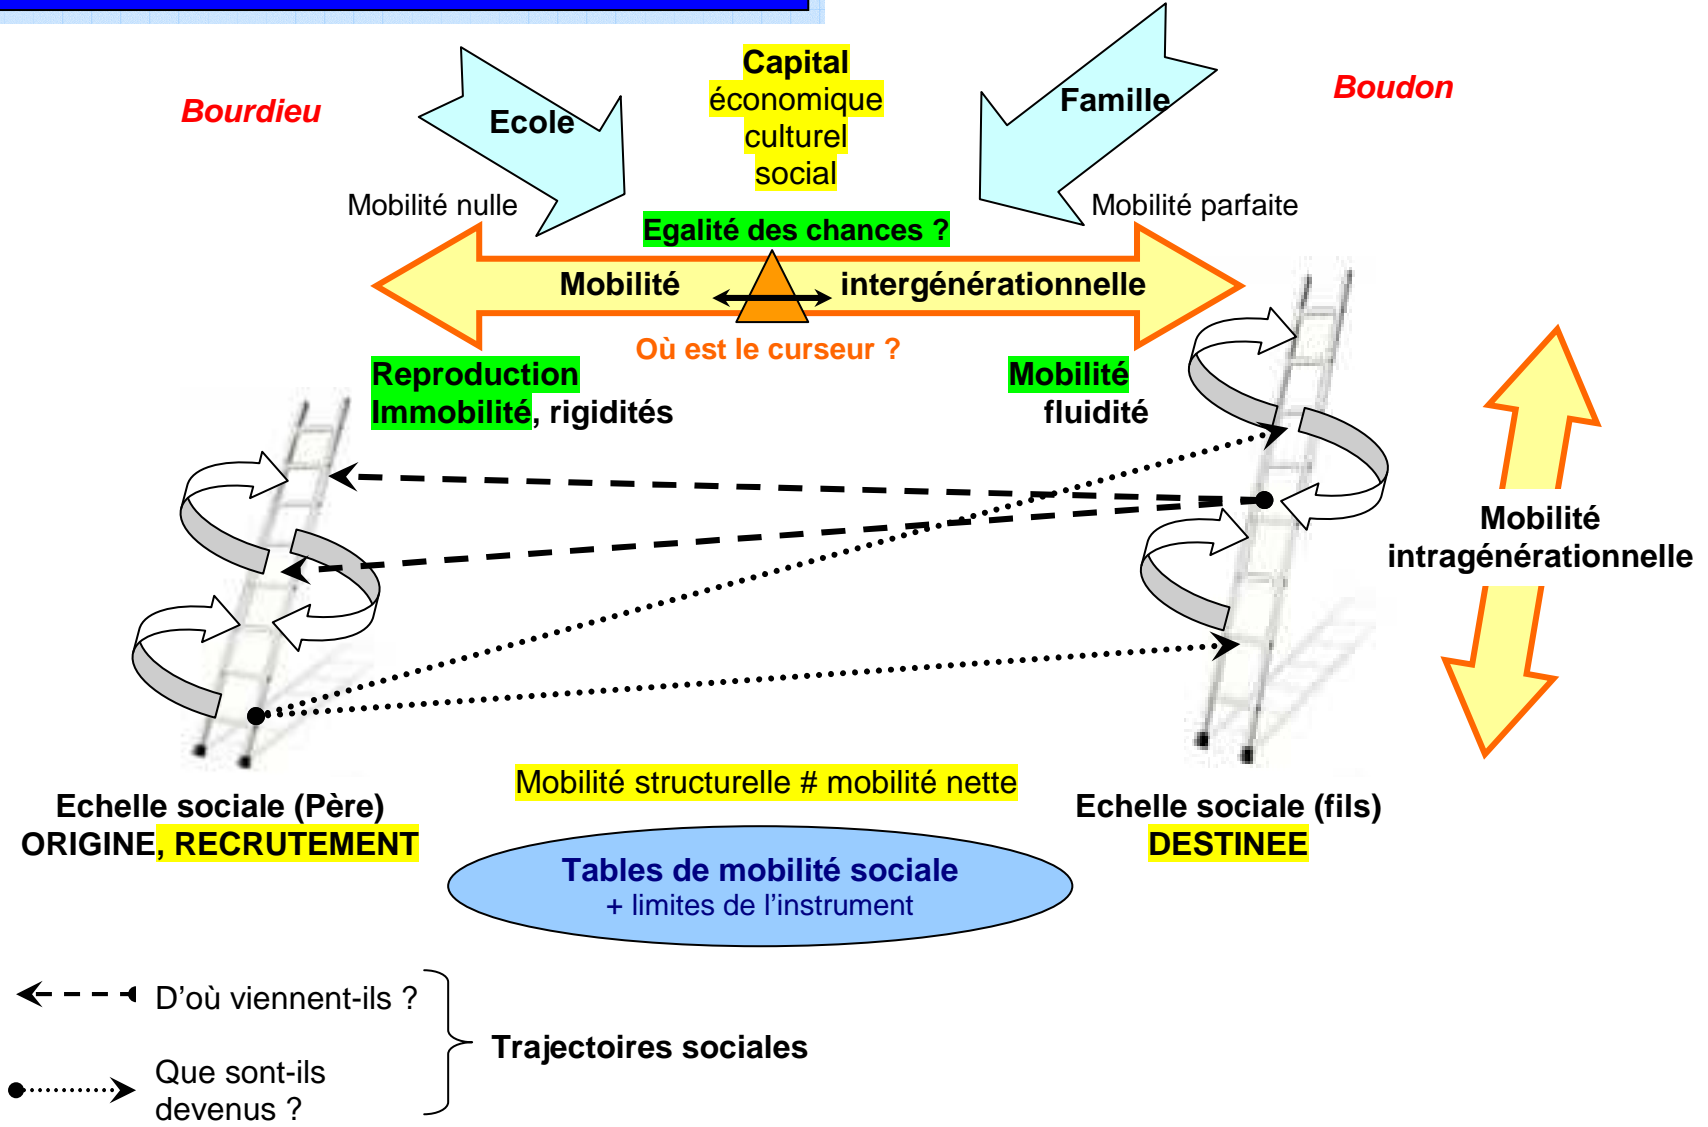 Bourdieu
Ecole
Capital
économique
culturel
social
Famille
Boudon
Mobilité nulle
Mobilité parfaite
Egalité des chances ?
Mobilité
intergénérationnelle
Où est le curseur ?
Reproduction
Immobilité, rigidités
Mobilité
fluidité
Mobilité
intragénérationnelle
Mobilité structurelle # mobilité nette
Echelle sociale (Père)
ORIGINE, RECRUTEMENT
Echelle sociale (fils)
DESTINEE
Tables de mobilité sociale
+ limites de l’instrument
D’où viennent-ils ?
Trajectoires sociales
Que sont-ils
devenus ?